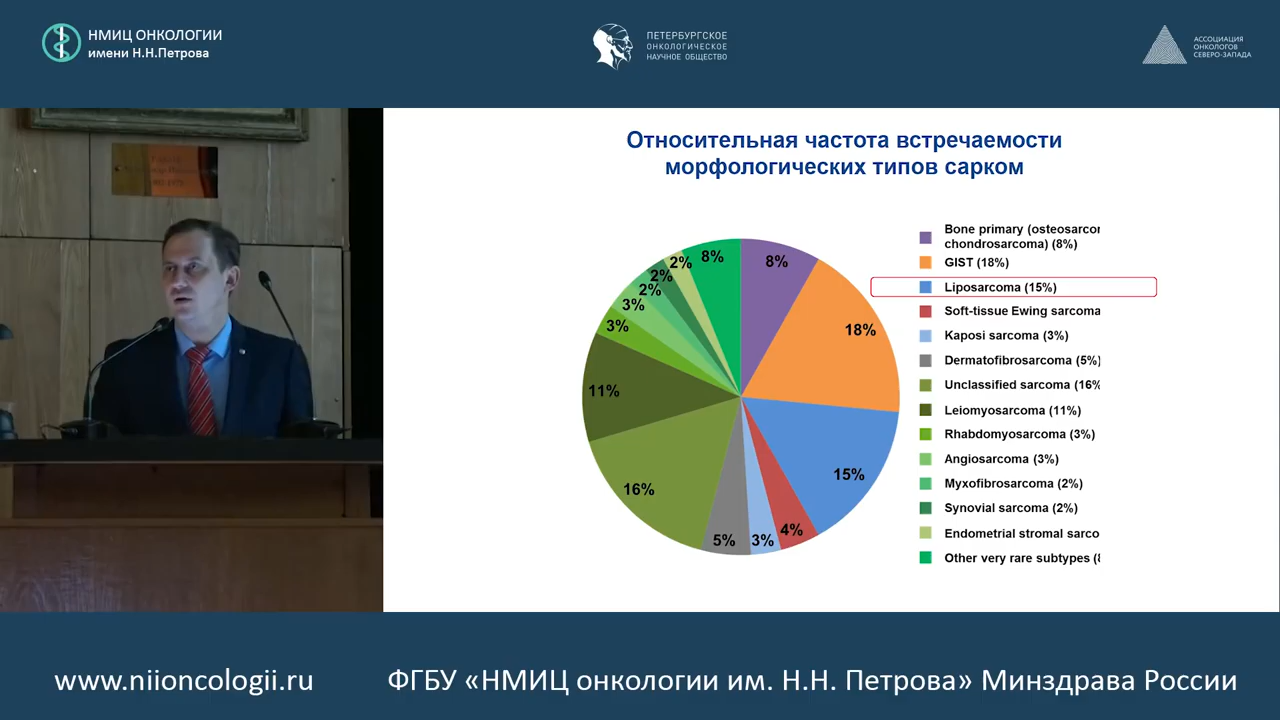 НМИЦ ОНКОЛОГИИ
имени Н.Н.Петрова
ПЕТЕРБУРГСКОЕ
ОНКОЛОГИЧЕСКОЕ
НАУЧНОЕ ОБЩЕСТВО
АССОЦИАЦИЯ
ОНКОЛОГОВ
СЕВЕРО-ЗАПАДА
Относительная частота встречаемости
морфологических типов сарком
8%
18%
15%
4%
3%
5%
16%
11%
3%
3%
2%
2%
2%
8%
Bone primary (osteosarcor
chondrosarcoma) (8%)
GIST (18%)
Liposarcoma (15%)
Soft-tissue Ewing sarcoma
Kaposi sarcoma (3%)
Dermatofibrosarcoma (5%)
Unclassified sarcoma (16%
Leiomyosarcoma (11%)
Rhabdomyosarcoma (3%)
Angiosarcoma (3%)
Myxofibrosarcoma (2%)
Synovial sarcoma (2%)
Endometrial stromal sarco
Other very rare subtypes (8
www.niioncologii.ru
ФГБУ «НМИЦ онкологии им. Н.Н. Петрова» Минздрава России